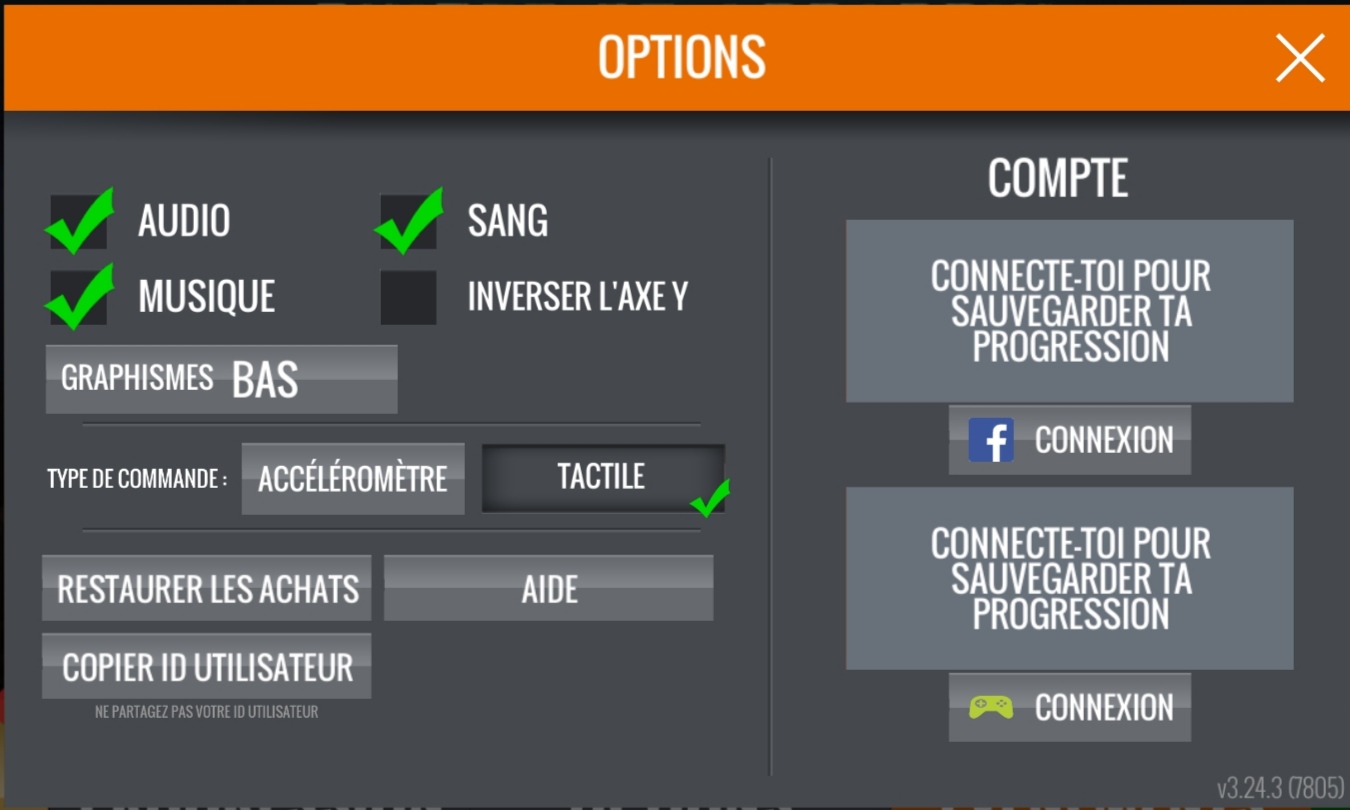 OPTIONS
AUDIO
SANG
MUSIQUE
INVERSER L'AXE Y
GRAPHISMES BAS
TYPE DE COMMANDE :
ACCÉLÉROMÈTRE
TACTILE
RESTAURER LES ACHATS
AIDE
COPIER ID UTILISATEUR
NE PARTAGEZ PAS VOTRE ID UTILISATEUR
COMPTE
CONNECTE-TOI POUR
SAUVEGARDER TA
PROGRESSION
CONNEXION
CONNECTE-TOI POUR
SAUVEGARDER TA
PROGRESSION
CONNEXION
v3.24.3 (7805)